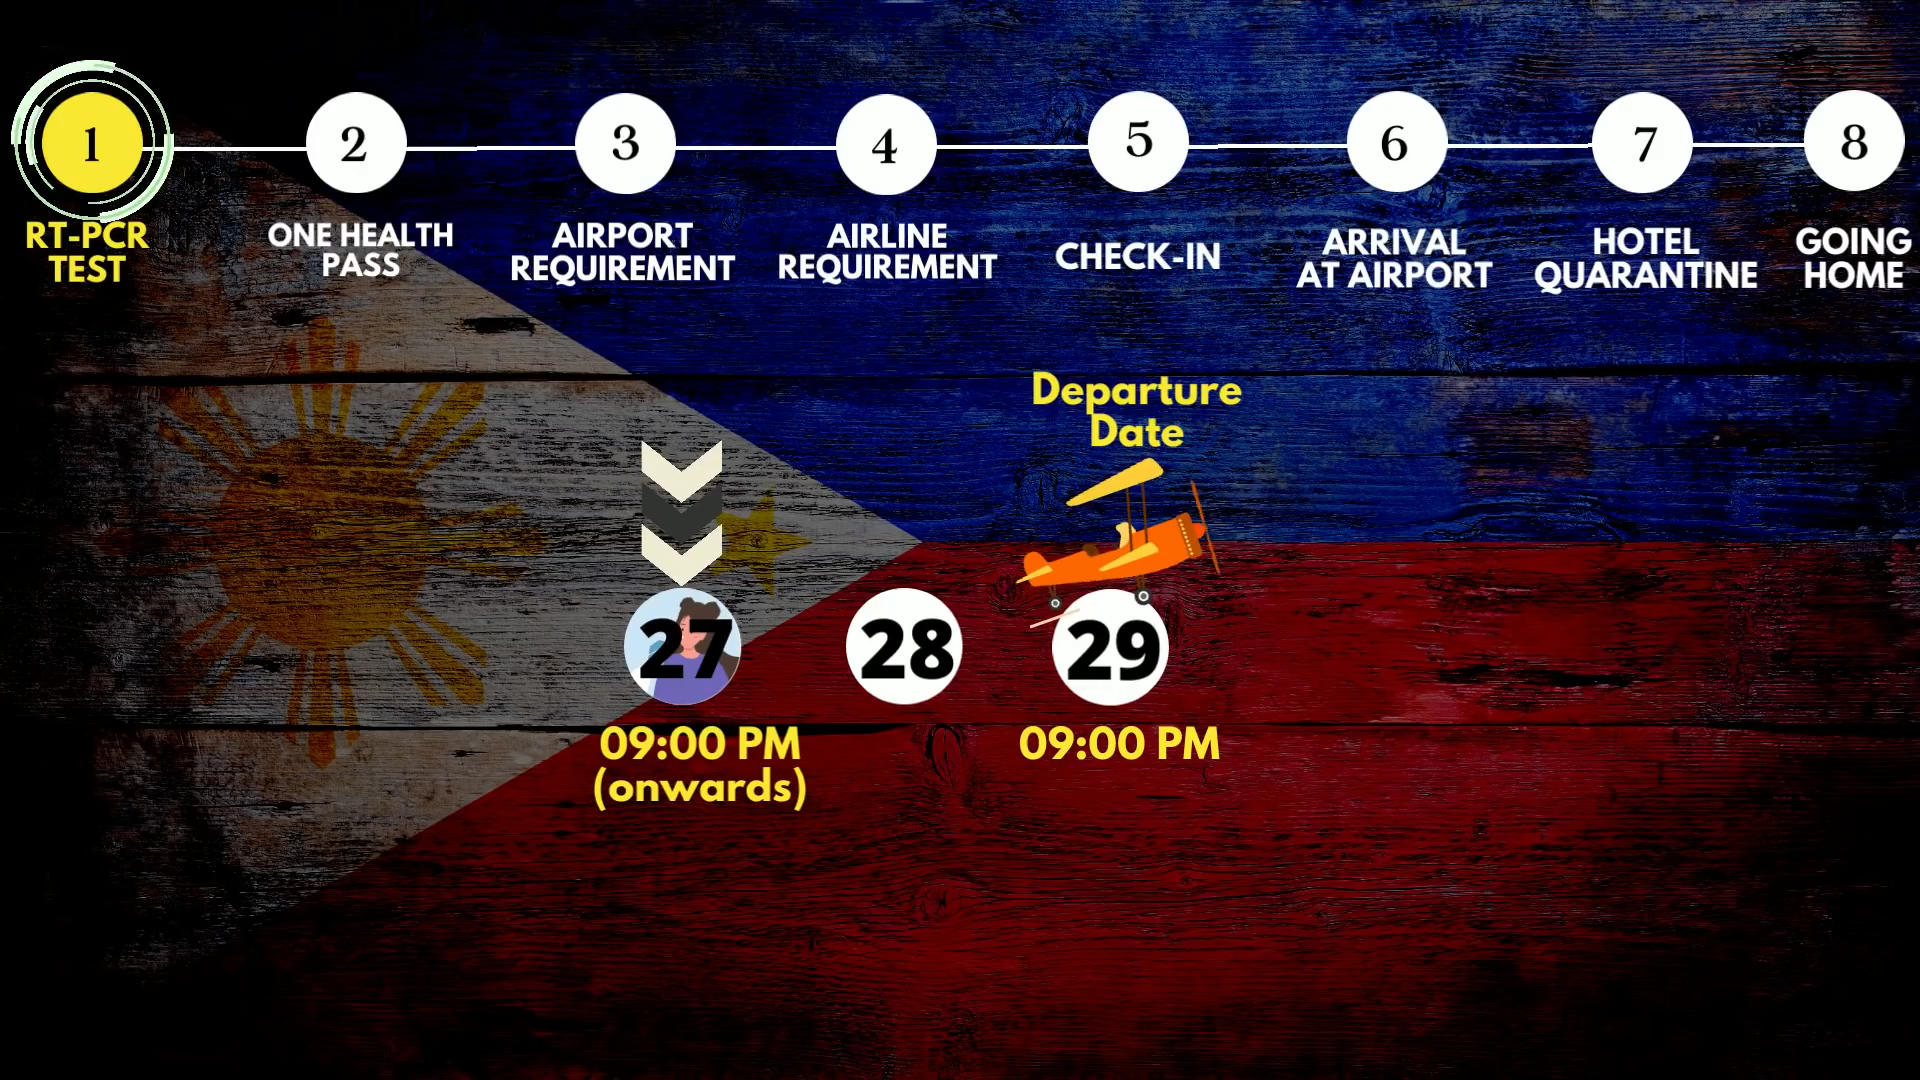 1
2
3
4
5
6
7
8
RT-PCR
TEST
ONE HEALTH
PASS
AIRPORT
REQUIREMENT
AIRLINE
REQUIREMENT
CHECK-IN
ARRIVAL
AT AIRPORT
HOTEL
QUARANTINE
GOING
HOME
Departure
Date
27
28
29
09:00 PM
(onwards)
09:00 PM